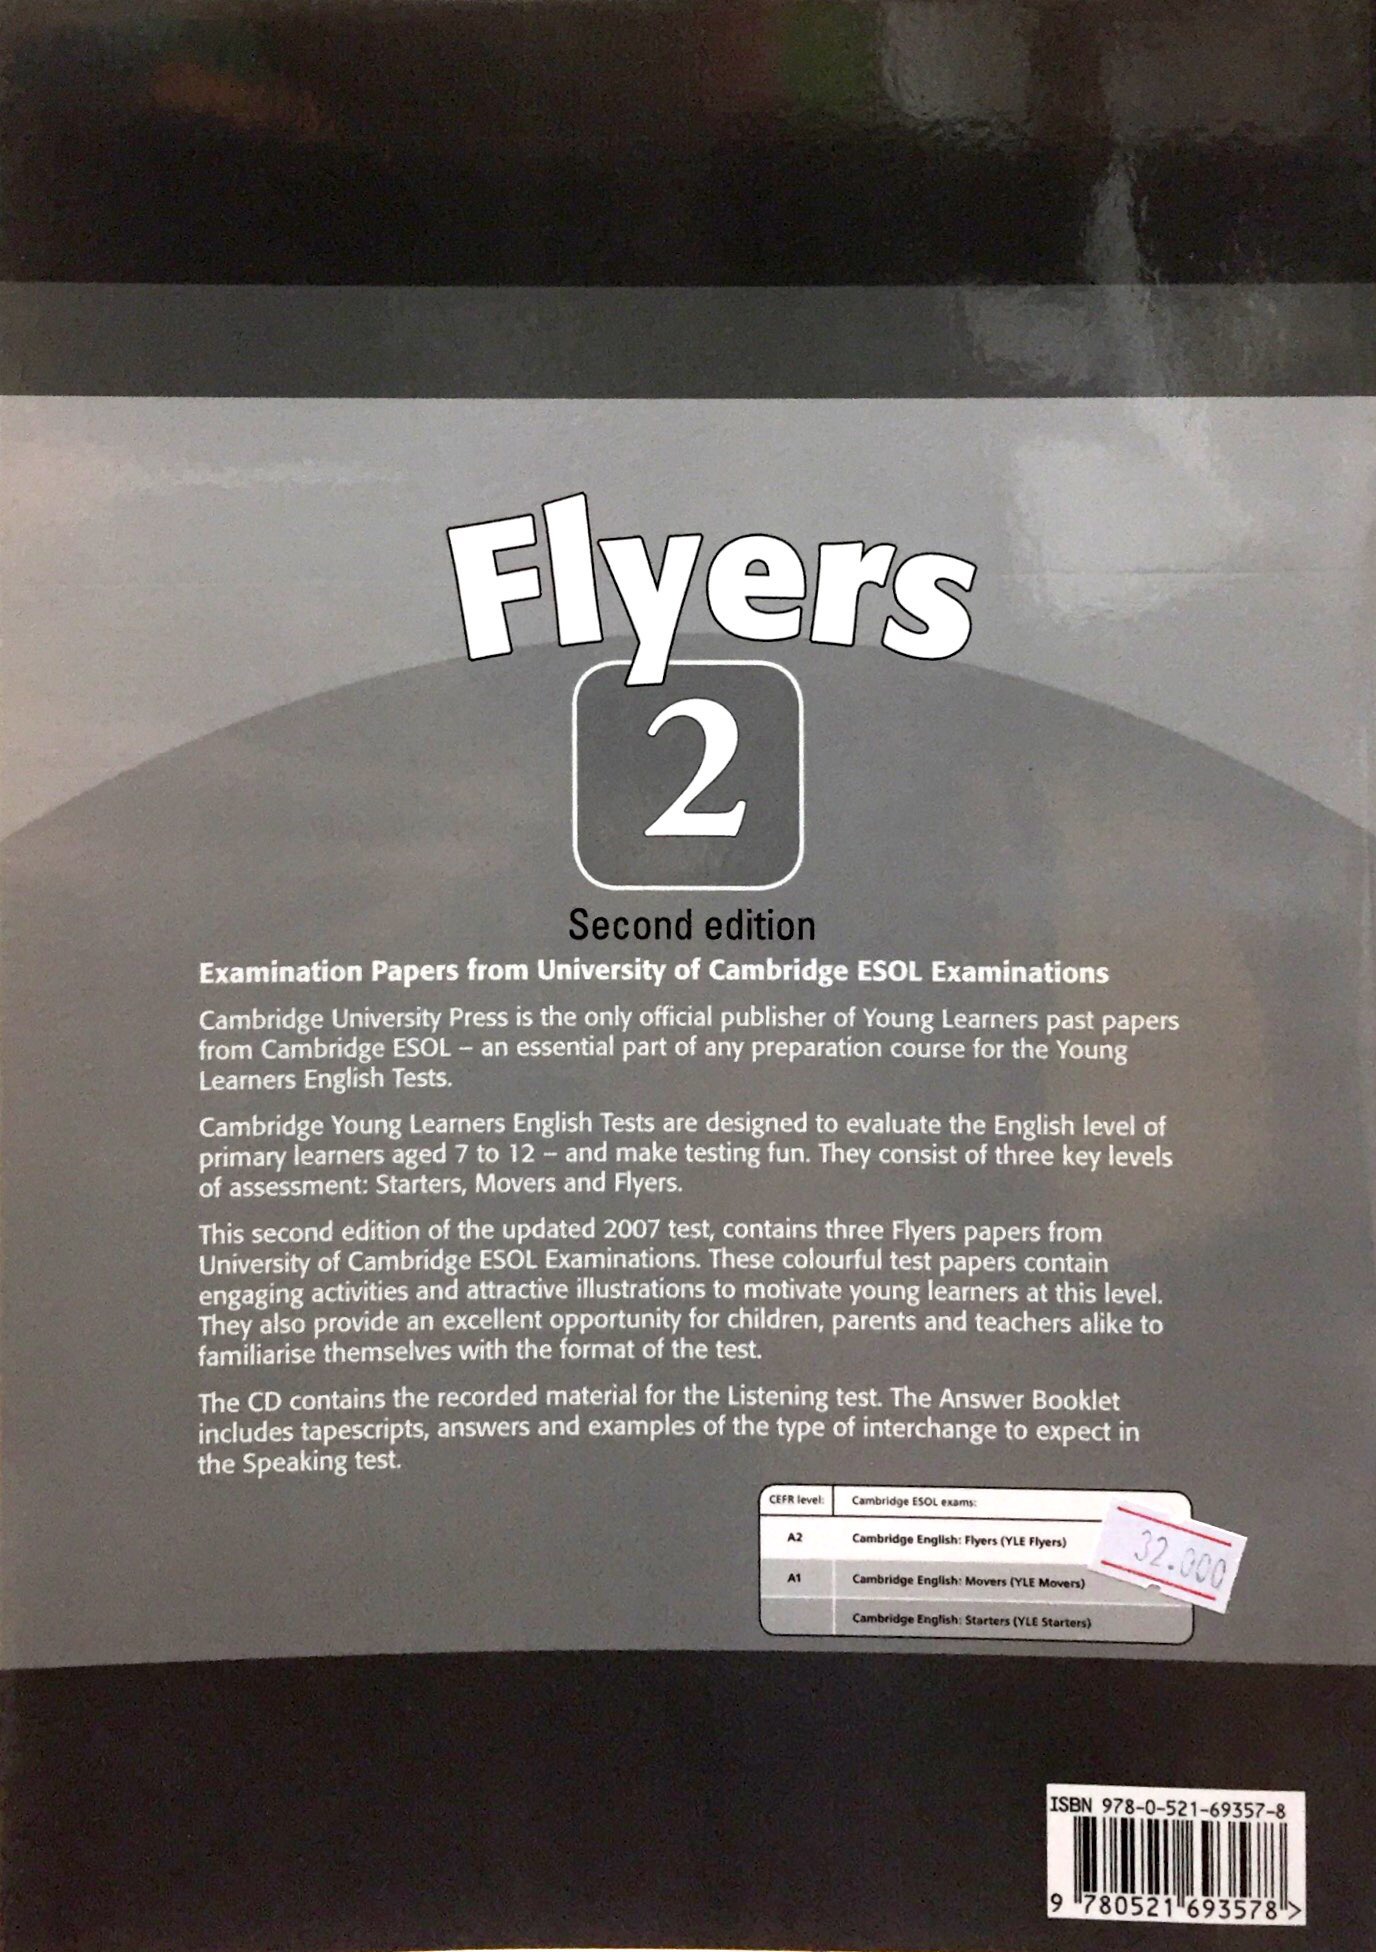 Flyers
2
Second edition
Examination Papers from University of Cambridge ESOL Examinations
Cambridge University Press is the only official publisher of Young Learners past papers
from Cambridge ESOL – an essential part of any preparation course for the Young
Learners English Tests.
Cambridge Young Learners English Tests are designed to evaluate the English level of
primary learners aged 7 to 12 – and make testing fun. They consist of three key levels
of assessment: Starters, Movers and Flyers.
This second edition of the updated 2007 test, contains three Flyers papers from
University of Cambridge ESOL Examinations. These colourful test papers contain
engaging activities and attractive illustrations to motivate young learners at this level.
They also provide an excellent opportunity for children, parents and teachers alike to
familiarise themselves with the format of the test.
The CD contains the recorded material for the Listening test. The Answer Booklet
includes tapescripts, answers and examples of the type of interchange to expect in
the Speaking test.
CEFR level: Cambridge ESOL exams:
A2 Cambridge English: Flyers (YLE Flyers)
A1 Cambridge English: Movers (YLE Movers)
Cambridge English: Starters (YLE Starters)
32.000
ISBN 978-0-521-69357-8
9 780521 693578 >